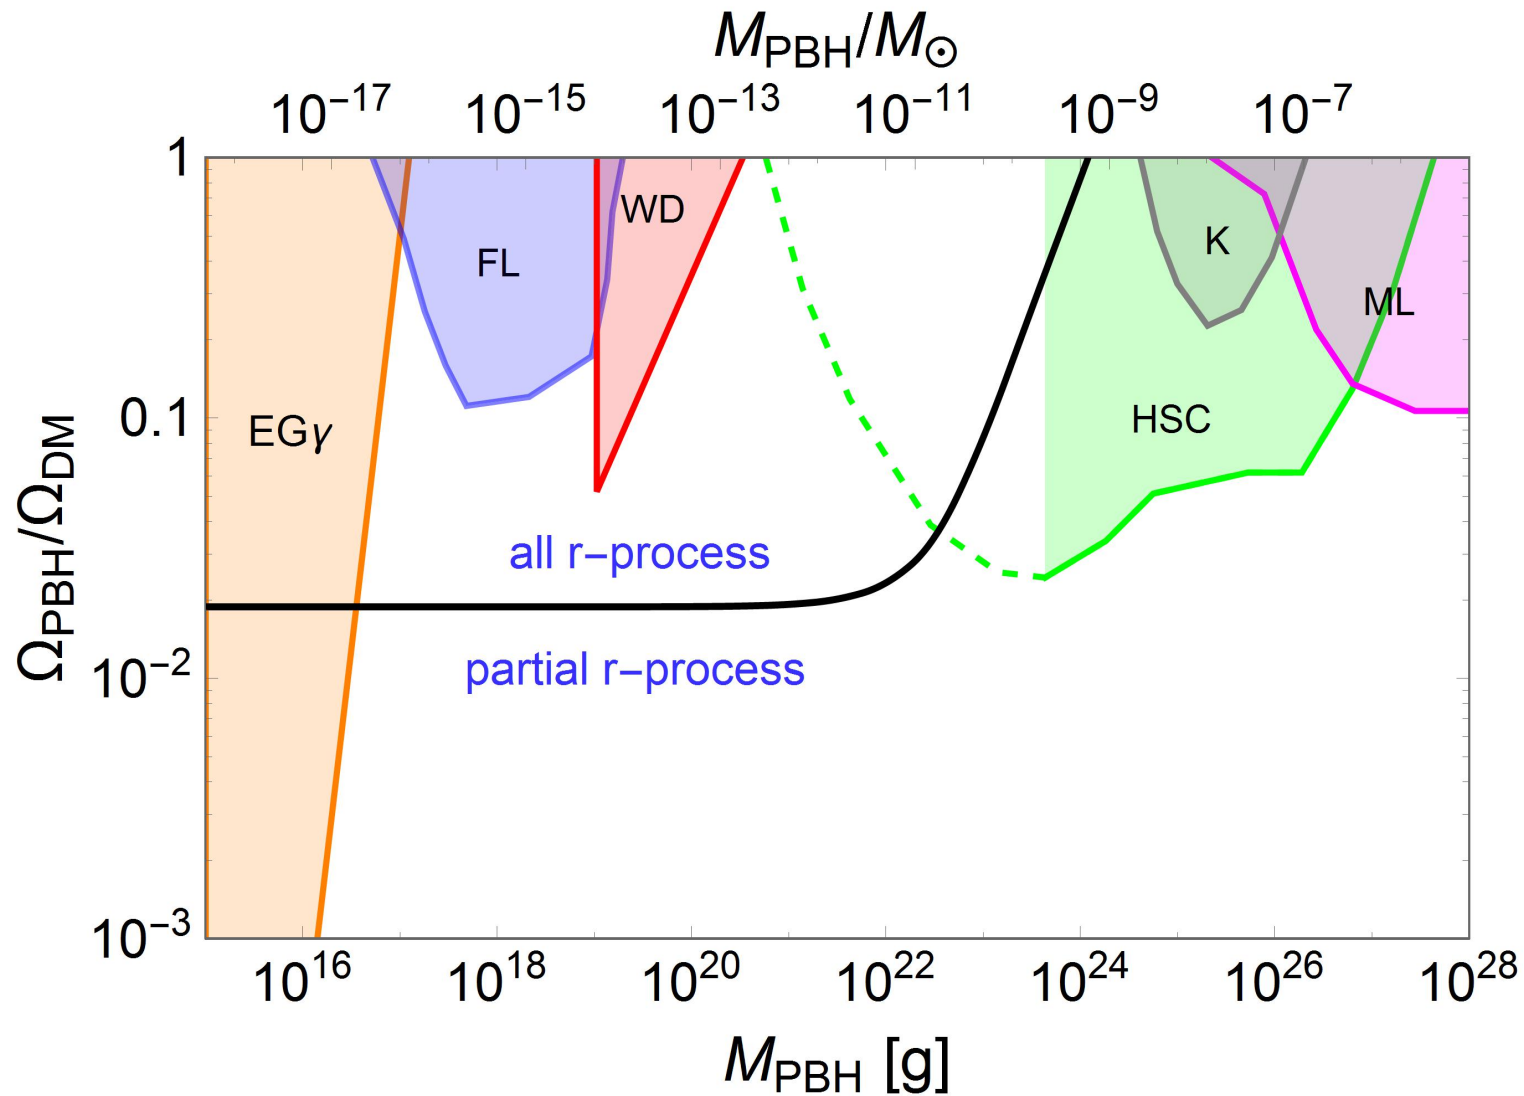 M_PBH/M_⊙
10^−17 10^−15 10^−13 10^−11 10^−9 10^−7
1
WD
K
FL
ML
0.1
EGγ
HSC
all r−process
Ω_PBH/Ω_DM
partial r−process
10^−2
10^−3
10^16 10^18 10^20 10^22 10^24 10^26 10^28
M_PBH [g]